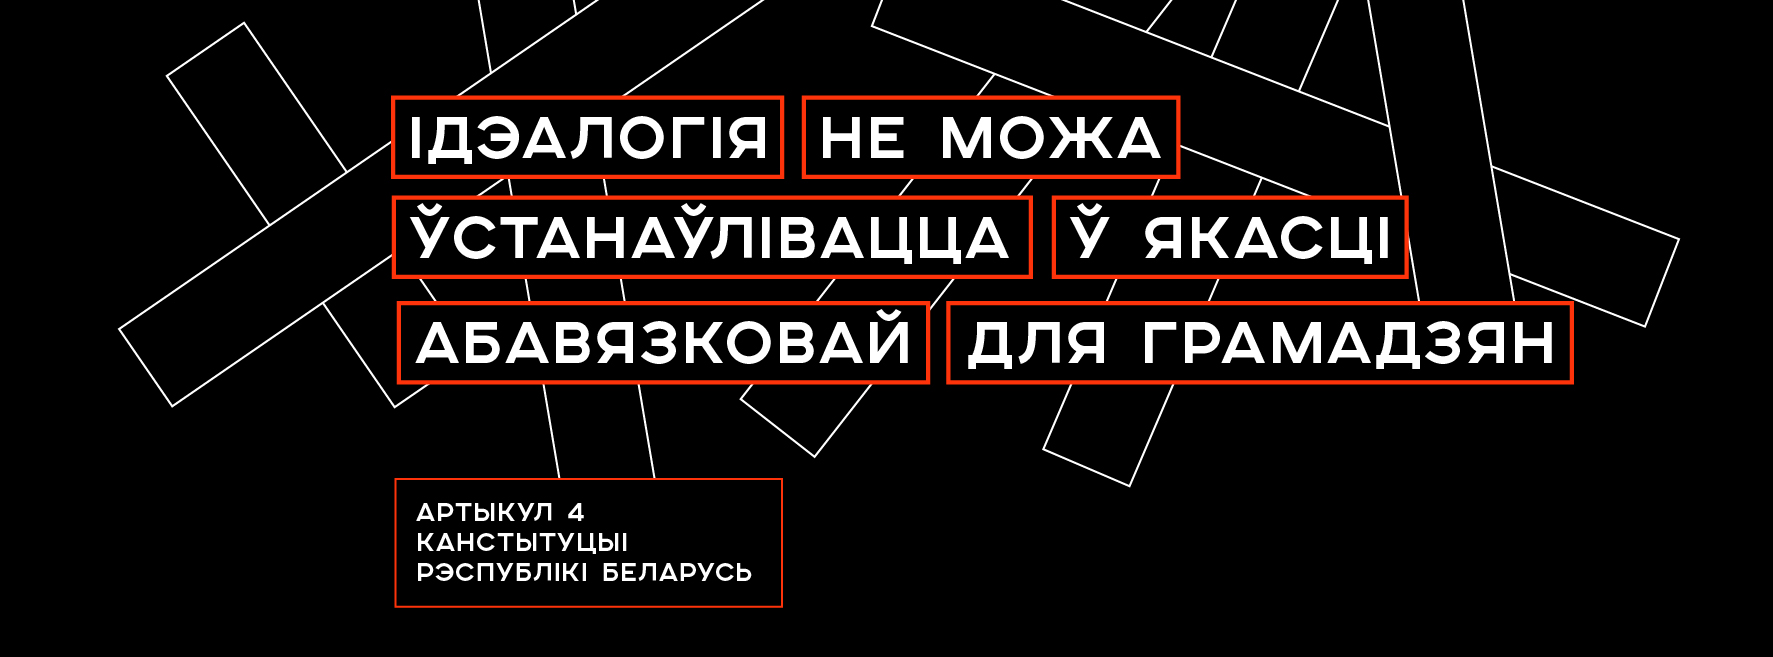 ІДЭАЛОГІЯ НЕ МОЖА
ЎСТАНАЎЛІВАЦЦА Ў ЯКАСЦІ
АБАВЯЗКОВАЙ ДЛЯ ГРАМАДЗЯН
АРТЫКУЛ 4
КАНСТЫТУЦЫІ
РЭСПУБЛІКІ БЕЛАРУСЬ